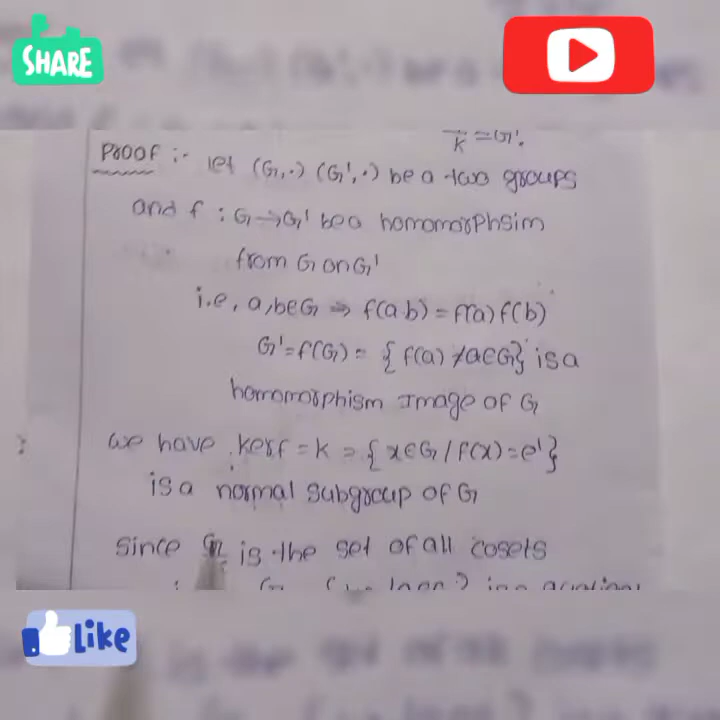 SHARE
K ≅ G'.
Proof :- let (G,·) (G',·) be a two groups
and f : G→G' be a homomorphsim
from G on G'
i.e, a,b∈G ⇒ f(a·b) = f(a) f(b)
G' = f(G) = { f(a) / a∈G} is a
homomorphism Image of G
we have kerf = K = { x∈G / f(x) = e' }
is a normal subgroup of G
since is the set of all cosets
Like